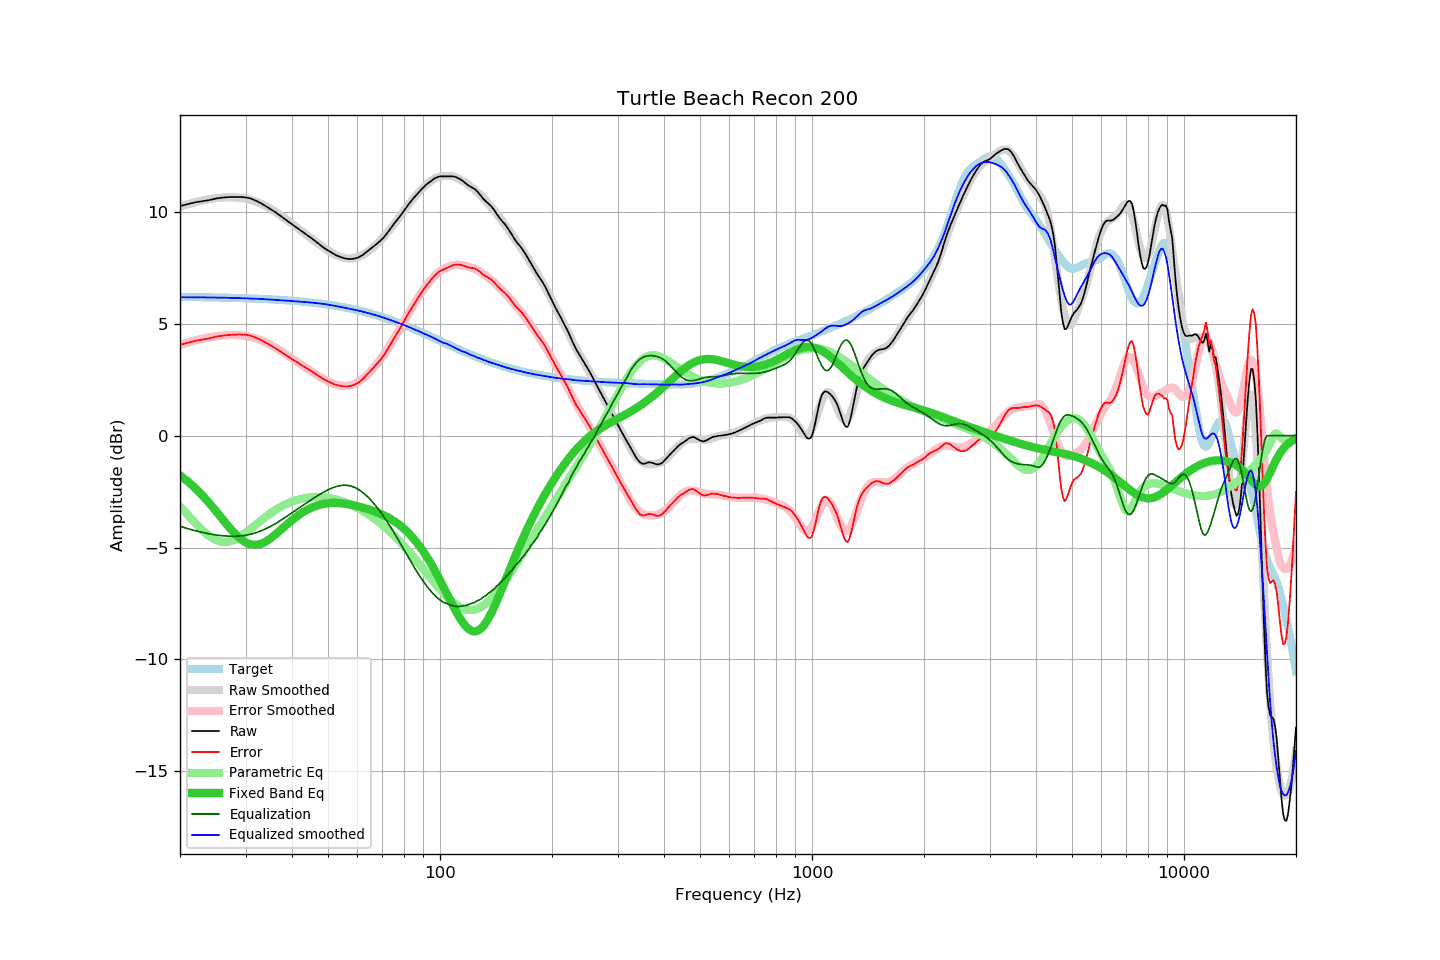 Turtle Beach Recon 200
Amplitude (dBr)
10
5
0
−5
−10
−15
Target
Raw Smoothed
Error Smoothed
Raw
Error
Parametric Eq
Fixed Band Eq
Equalization
Equalized smoothed
100 1000 10000
Frequency (Hz)